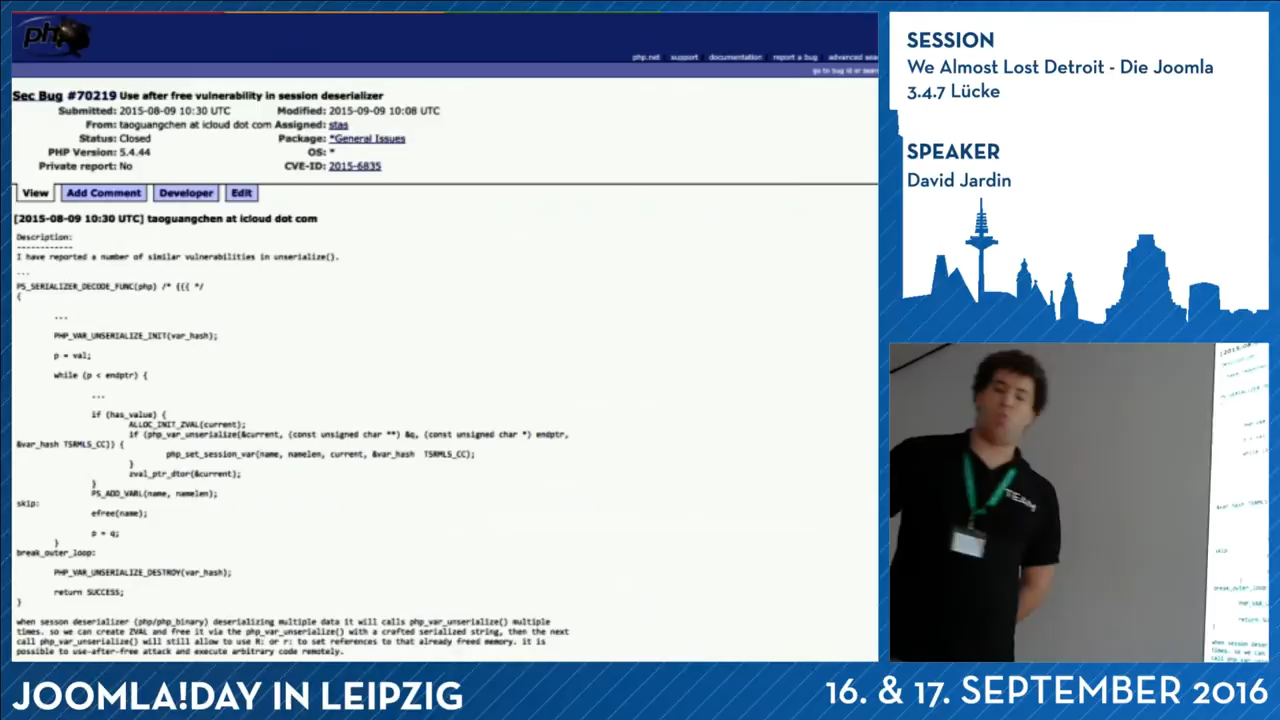 php
php.net support documentation report a bug advanced sear
go to bug id or sear
Sec Bug #70219 Use after free vulnerability in session deserializer
Submitted: 2015-08-09 10:30 UTC Modified: 2015-09-09 10:08 UTC
From: taoguangchen at icloud dot com Assigned: stas
Status: Closed Package: *General Issues
PHP Version: 5.4.44 OS: *
Private report: No CVE-ID: 2015-6835
View Add Comment Developer Edit
[2015-08-09 10:30 UTC] taoguangchen at icloud dot com
Description:
------------
I have reported a number of similar vulnerabilities in unserialize().
...
PS_SERIALIZER_DECODE_FUNC(php) /* {{{ */
{
...
PHP_VAR_UNSERIALIZE_INIT(var_hash);
p = val;
while (p < endptr) {
...
if (has_value) {
ALLOC_INIT_ZVAL(current);
if (php_var_unserialize(&current, (const unsigned char **) &q, (const unsigned char *) endptr,
&var_hash TSRMLS_CC)) {
php_set_session_var(name, namelen, current, &var_hash TSRMLS_CC);
}
zval_ptr_dtor(&current);
}
PS_ADD_VARL(name, namelen);
skip:
efree(name);
p = q;
}
break_outer_loop:
PHP_VAR_UNSERIALIZE_DESTROY(var_hash);
return SUCCESS;
}
when session deserializer (php/php_binary) deserializing multiple data it will calls php_var_unserialize() multiple
times. so we can create ZVAL and free it via the php_var_unserialize() with a crafted serialized string, then the next
call php_var_unserialize() will still allow to use R: or r: to set references to that already freed memory. it is
possible to use-after-free attack and execute arbitrary code remotely.
SESSION
We Almost Lost Detroit - Die Joomla
3.4.7 Lücke
SPEAKER
David Jardin
TEAM
JOOMLA!DAY IN LEIPZIG
16. & 17. SEPTEMBER 2016